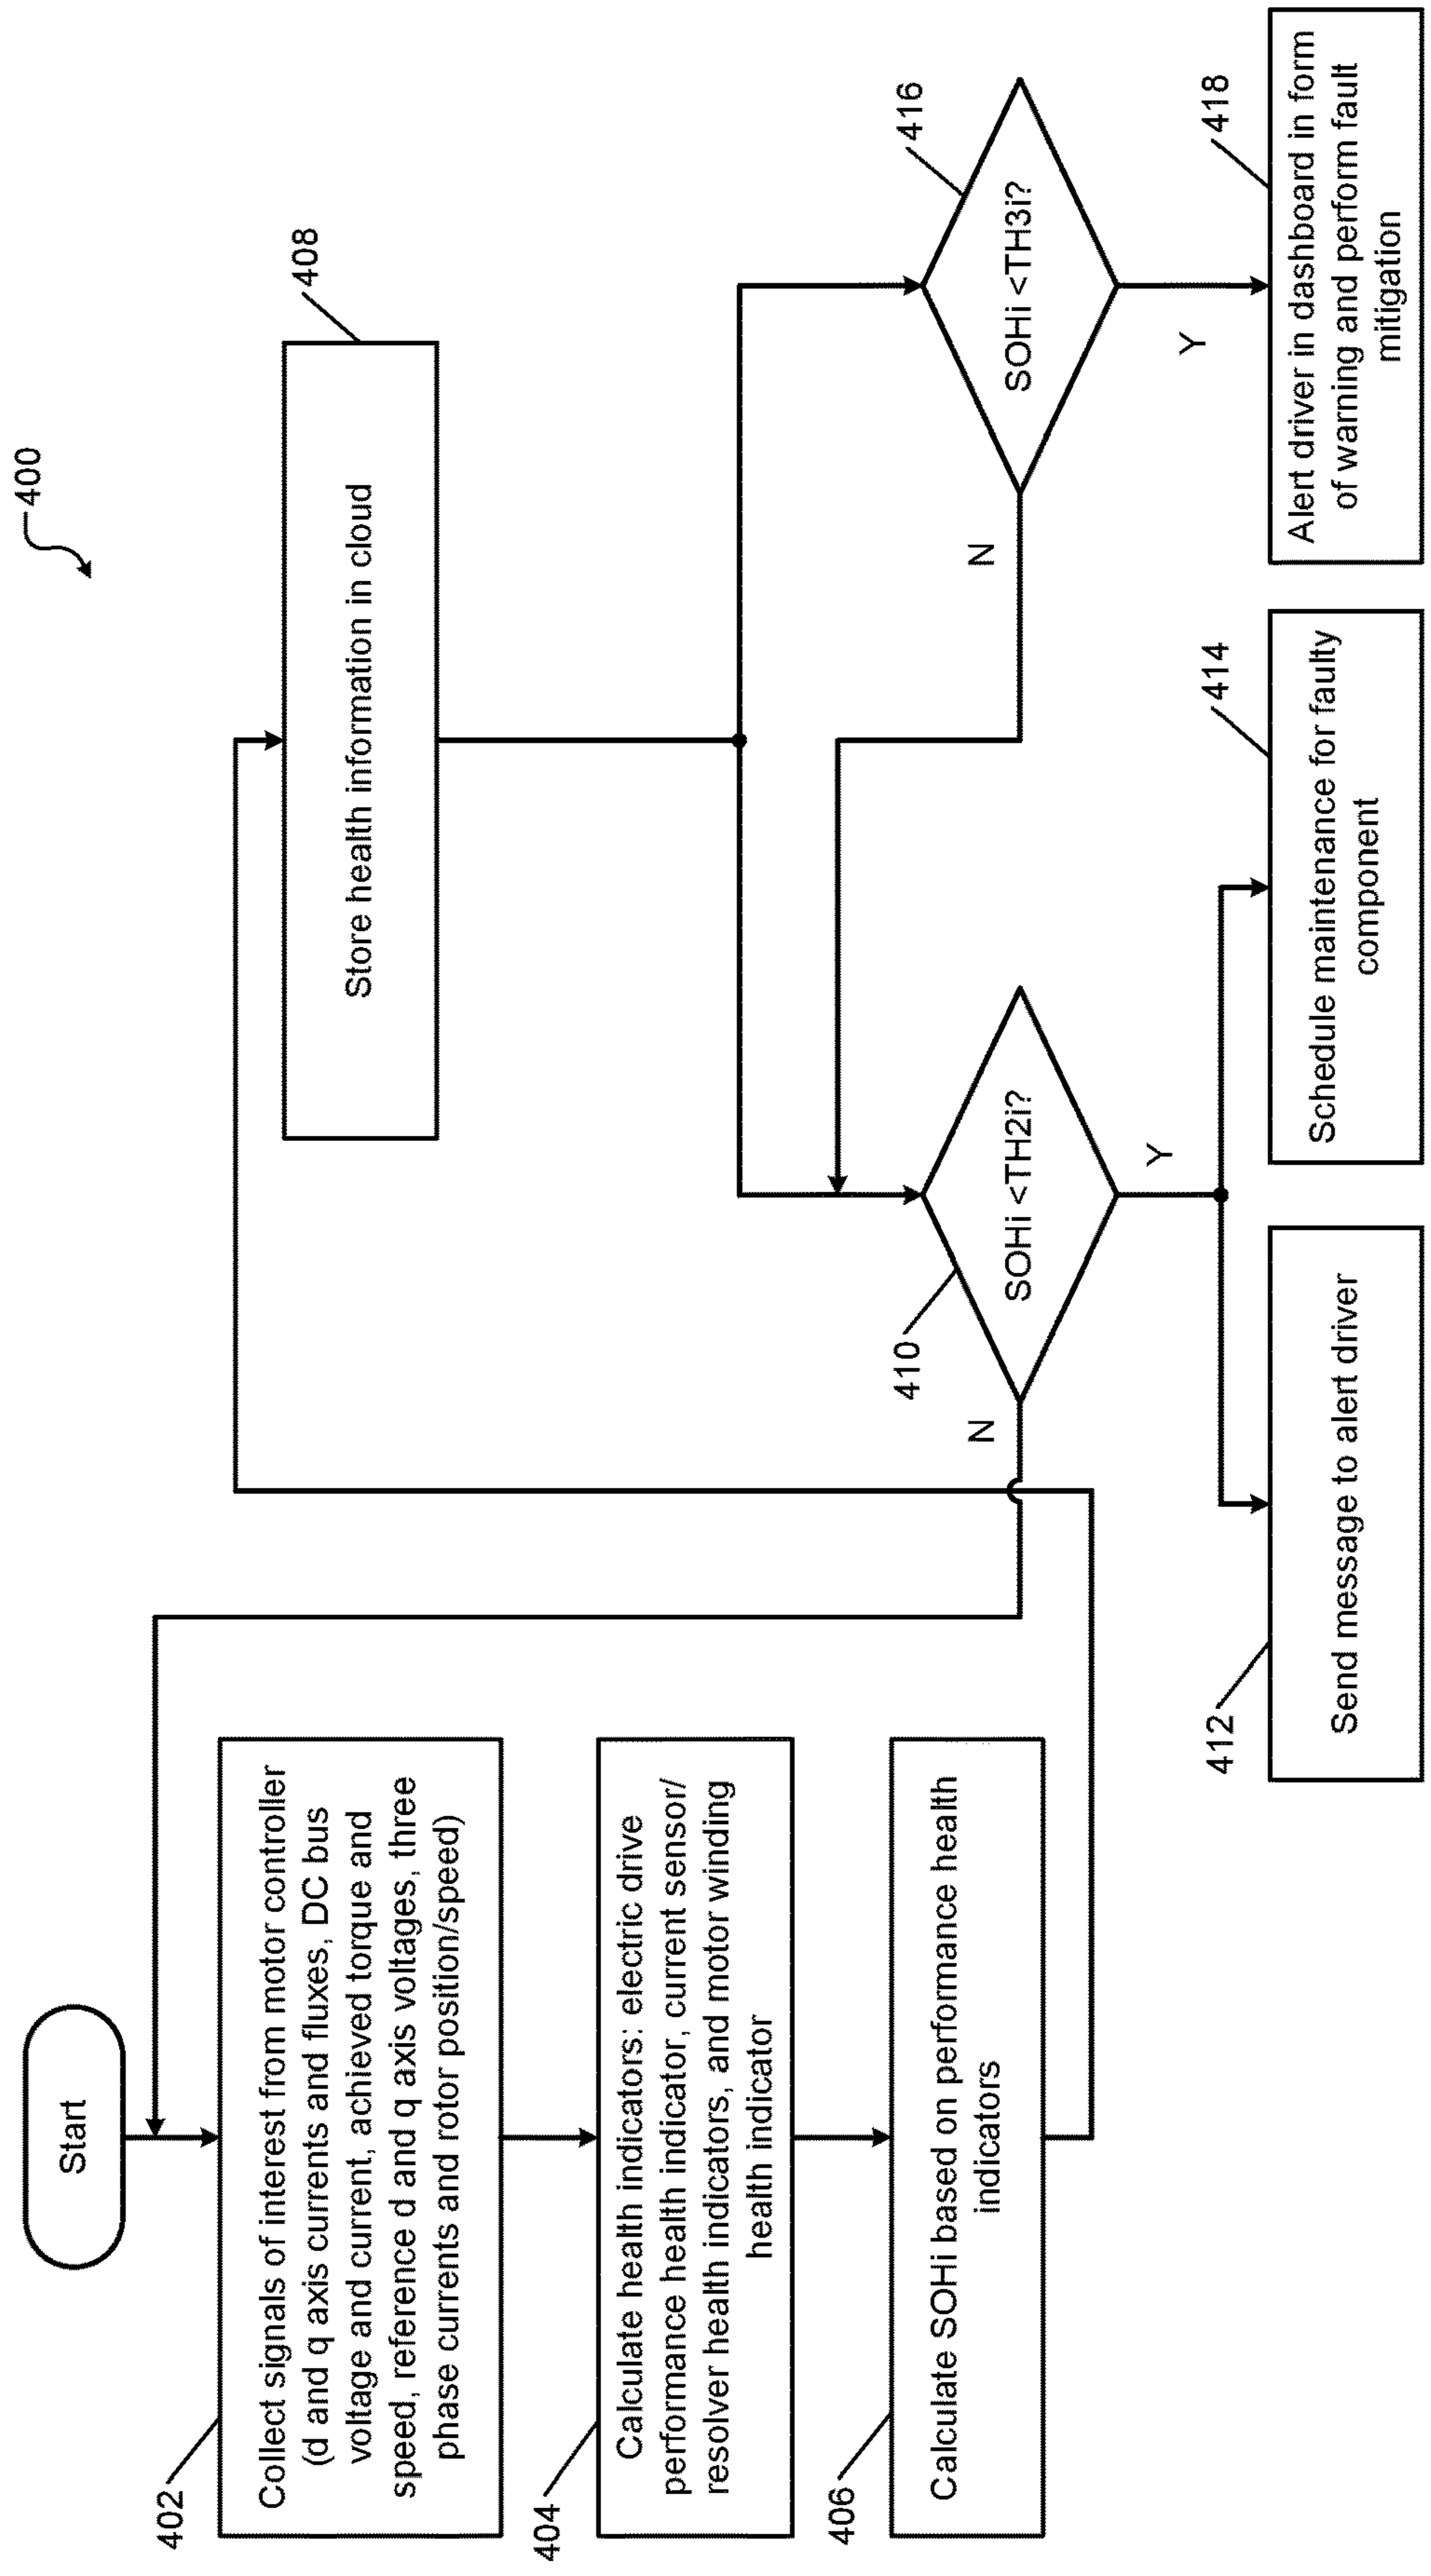 400
Start
402
Collect signals of interest from motor controller
(d and q axis currents and fluxes, DC bus
voltage and current, achieved torque and
speed, reference d and q axis voltages, three
phase currents and rotor position/speed)
404
Calculate health indicators: electric drive
performance health indicator, current sensor/
resolver health indicators, and motor winding
health indicator
406
Calculate SOHi based on performance health
indicators
408
Store health information in cloud
410
SOHi <TH2i?
N
Y
412
Send message to alert driver
414
Schedule maintenance for faulty
component
416
SOHi <TH3i?
N
Y
418
Alert driver in dashboard in form
of warning and perform fault
mitigation